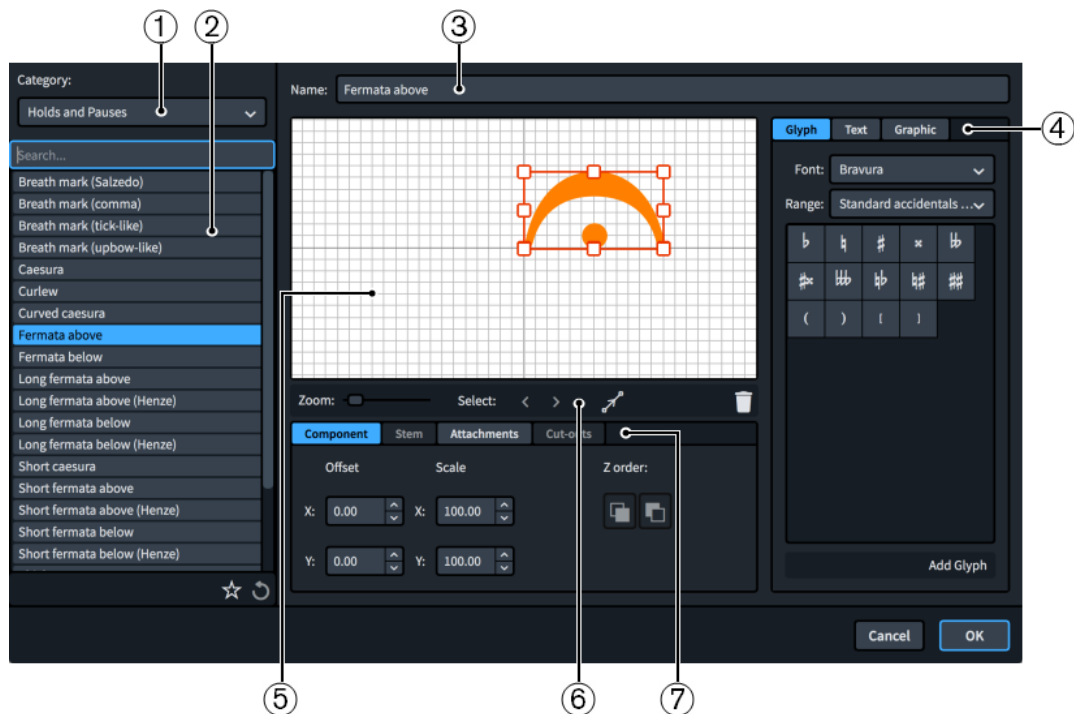 ① ② ③
Category:
Holds and Pauses
Name: Fermata above
Search...
Breath mark (Salzedo)
Breath mark (comma)
Breath mark (tick-like)
Breath mark (upbow-like)
Caesura
Curlew
Curved caesura
Fermata above
Fermata below
Long fermata above
Long fermata above (Henze)
Long fermata below
Long fermata below (Henze)
Short caesura
Short fermata above
Short fermata above (Henze)
Short fermata below
Short fermata below (Henze)
Glyph Text Graphic ④
Font: Bravura
Range: Standard accidentals ...
Zoom: Select:
Component Stem Attachments Cut-outs
Offset Scale Z order:
X: 0.00 X: 100.00
Y: 0.00 Y: 100.00
Add Glyph
Cancel OK
⑤ ⑥ ⑦